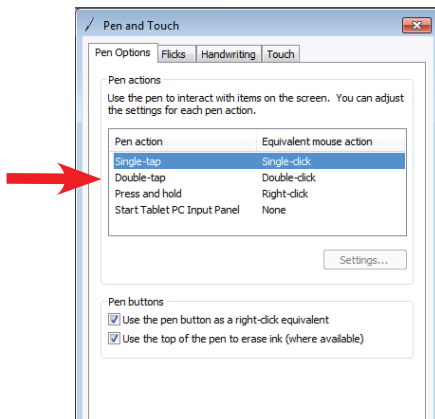 Pen and Touch
Pen Options Flicks Handwriting Touch
Pen actions
Use the pen to interact with items on the screen. You can adjust
the settings for each pen action.
Pen action Equivalent mouse action
Single-tap Single-click
Double-tap Double-click
Press and hold Right-click
Start Tablet PC Input Panel None
Settings...
Pen buttons
Use the pen button as a right-click equivalent
Use the top of the pen to erase ink (where available)